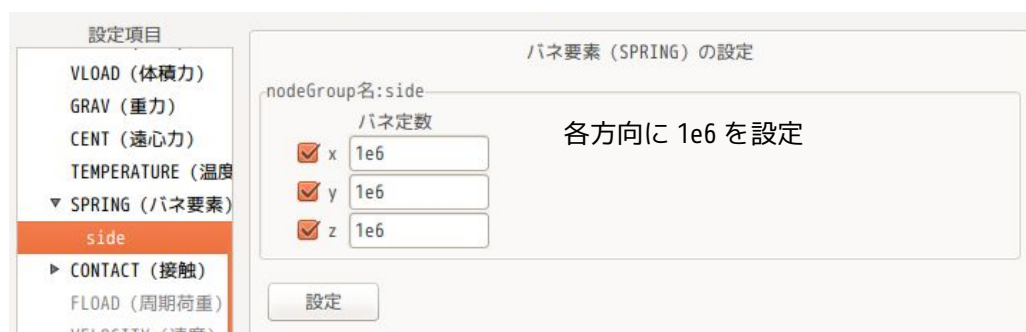 設定項目
VLOAD (体積力)
GRAV (重力)
CENT (遠心力)
TEMPERATURE (温度
▼ SPRING (バネ要素)
side
▶ CONTACT (接触)
FLOAD (周期荷重)
バネ要素 (SPRING) の設定
nodeGroup名:side
バネ定数
x 1e6
y 1e6
z 1e6
各方向に 1e6 を設定
設定